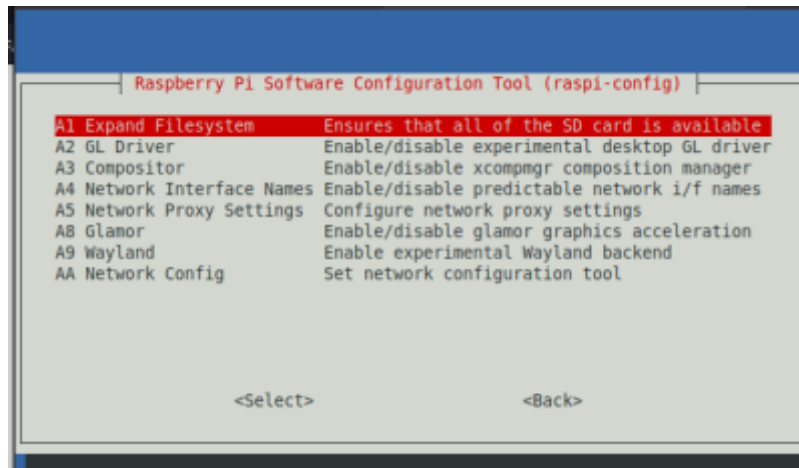 Raspberry Pi Software Configuration Tool (raspi-config)
A1 Expand Filesystem Ensures that all of the SD card is available
A2 GL Driver Enable/disable experimental desktop GL driver
A3 Compositor Enable/disable xcompmgr composition manager
A4 Network Interface Names Enable/disable predictable network i/f names
A5 Network Proxy Settings Configure network proxy settings
A8 Glamor Enable/disable glamor graphics acceleration
A9 Wayland Enable experimental Wayland backend
AA Network Config Set network configuration tool
<Select> <Back>